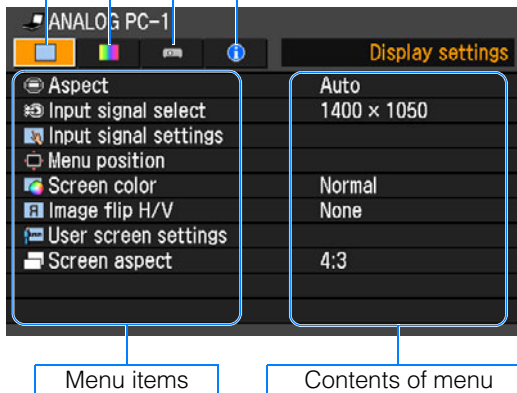 ANALOG PC-1
Display settings
Aspect Auto
Input signal select 1400 × 1050
Input signal settings
Menu position
Screen color Normal
Image flip H/V None
User screen settings
Screen aspect 4:3
Menu items Contents of menu